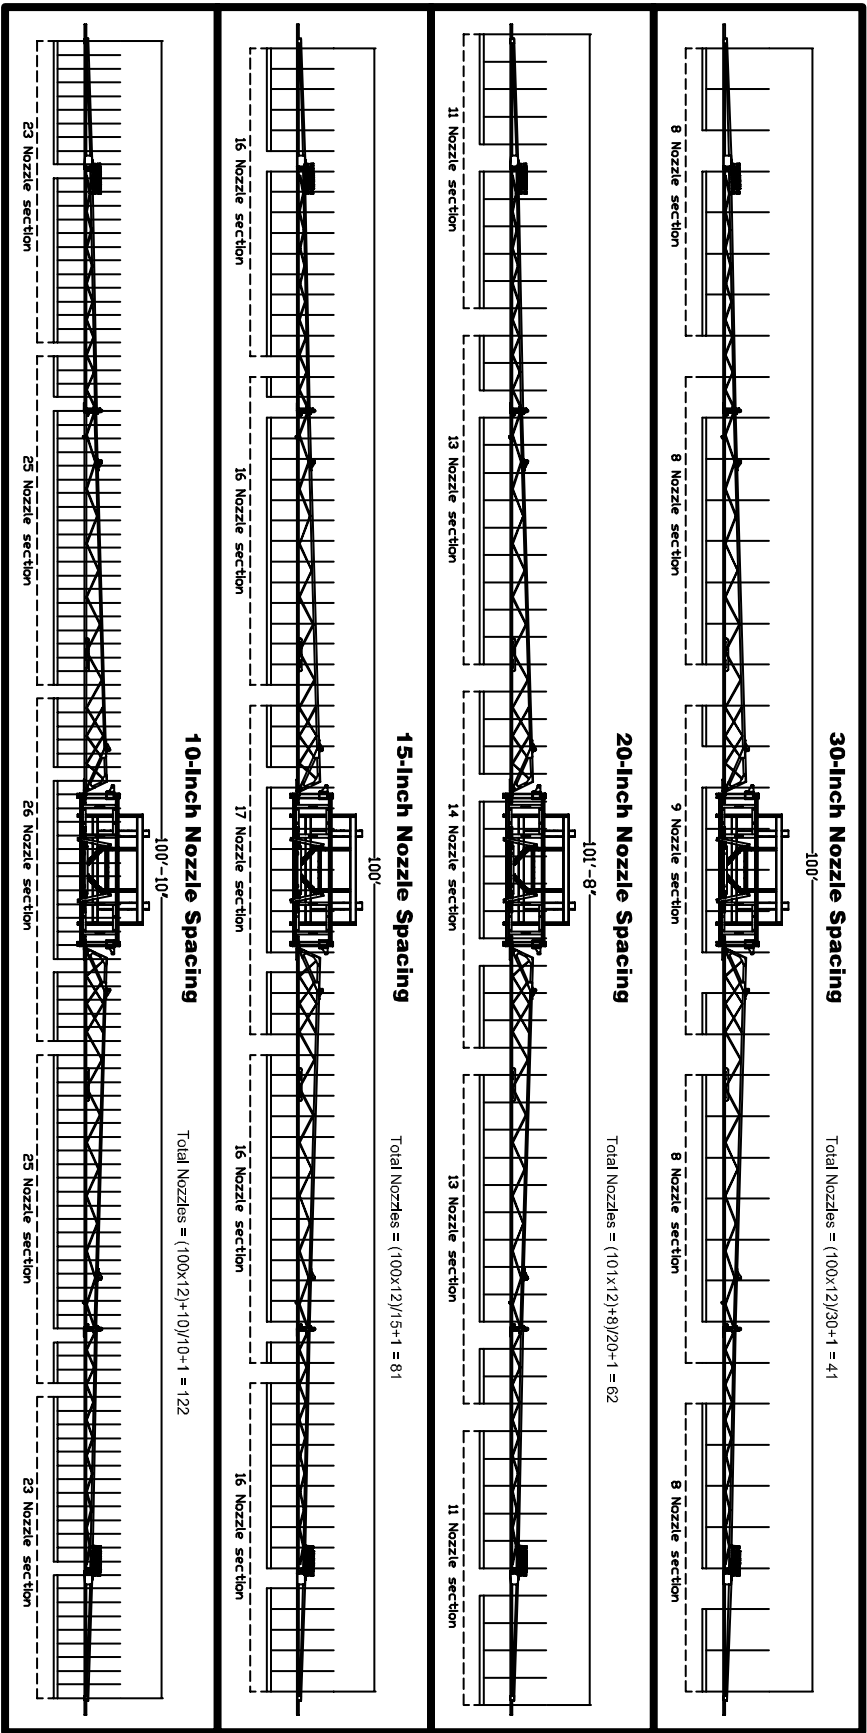 30-Inch Nozzle Spacing
Total Nozzles = (100x12)/30+1 = 41
100'
8 Nozzle section
8 Nozzle section
9 Nozzle section
8 Nozzle section
8 Nozzle section
20-Inch Nozzle Spacing
Total Nozzles = (101x12)+8)/20+1 = 62
101'-8"
11 Nozzle section
13 Nozzle section
14 Nozzle section
13 Nozzle section
11 Nozzle section
15-Inch Nozzle Spacing
Total Nozzles = (100x12)/15+1 = 81
100'
16 Nozzle section
16 Nozzle section
17 Nozzle section
16 Nozzle section
16 Nozzle section
10-Inch Nozzle Spacing
Total Nozzles = (100x12)+10)/10+1 = 122
100'-10"
23 Nozzle section
25 Nozzle section
26 Nozzle section
25 Nozzle section
23 Nozzle section